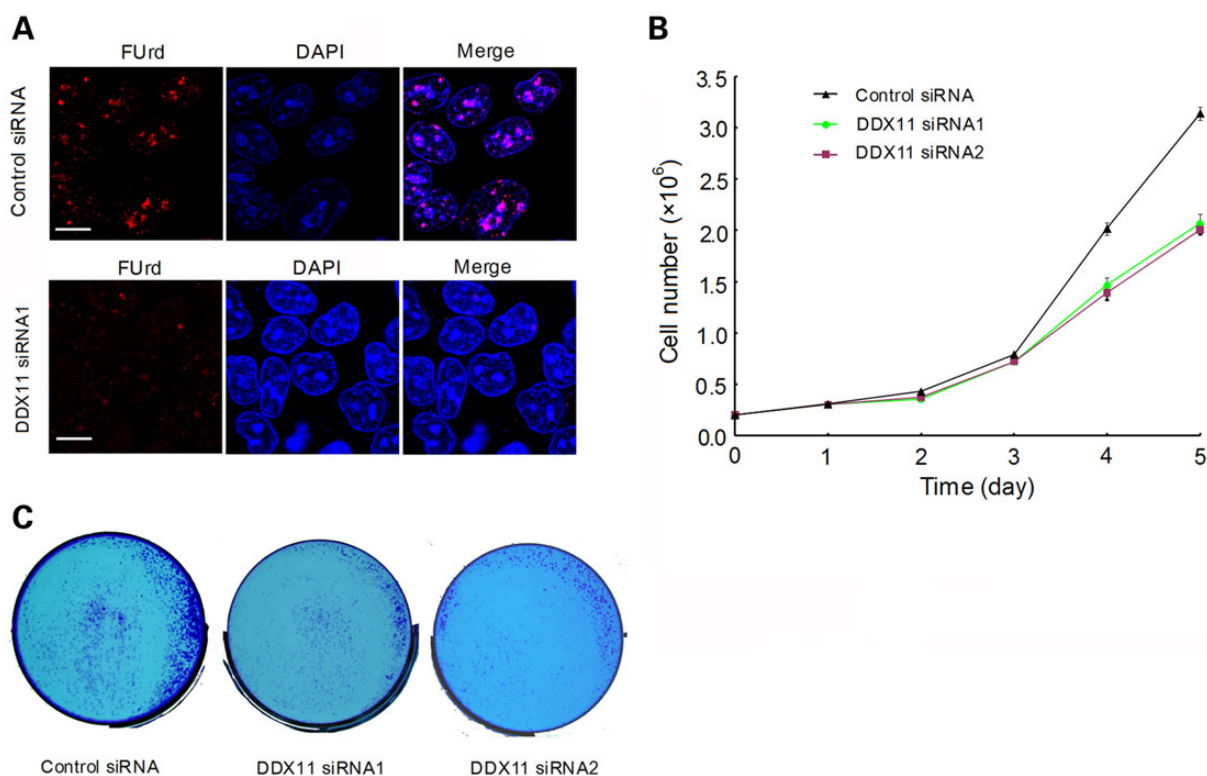 A
FUrd DAPI Merge
Control siRNA
FUrd DAPI Merge
DDX11 siRNA1
B
3.5
3.0
2.5
2.0
1.5
1.0
0.5
0.0
Cell number (×10⁶)
Control siRNA
DDX11 siRNA1
DDX11 siRNA2
0 1 2 3 4 5
Time (day)
C
Control siRNA DDX11 siRNA1 DDX11 siRNA2